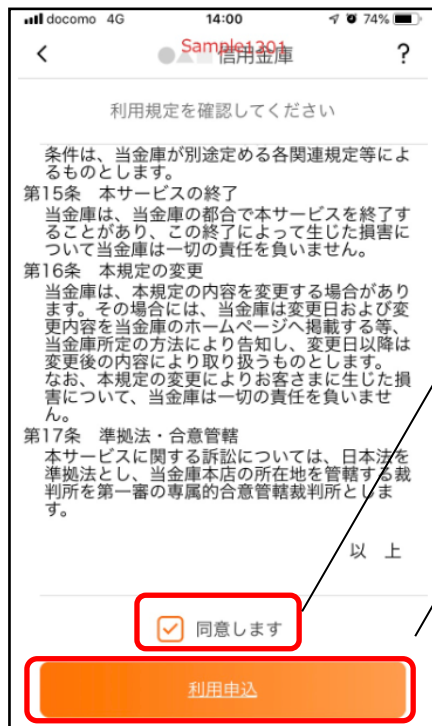 docomo 4G 14:00 74%
Sample1201
信用金庫 ?
利用規定を確認してください
条件は、当金庫が別途定める各関連規定等によ
るものとします。
第15条 本サービスの終了
当金庫は、当金庫の都合で本サービスを終了す
ることがあり、この終了によって生じた損害に
ついて当金庫は一切の責任を負いません。
第16条 本規定の変更
当金庫は、本規定の内容を変更する場合があり
ます。その場合には、当金庫は変更日および変
更内容を当金庫のホームページへ掲載する等、
当金庫所定の方法により告知し、変更日以降は
変更後の内容により取り扱うものとします。
なお、本規定の変更によりお客さまに生じた損
害について、当金庫は一切の責任を負いませ
ん。
第17条 準拠法・合意管轄
本サービスに関する訴訟については、日本法を
準拠法とし、当金庫本店の所在地を管轄する裁
判所を第一審の専属的合意管轄裁判所としま
す。
以 上
同意します
利用申込